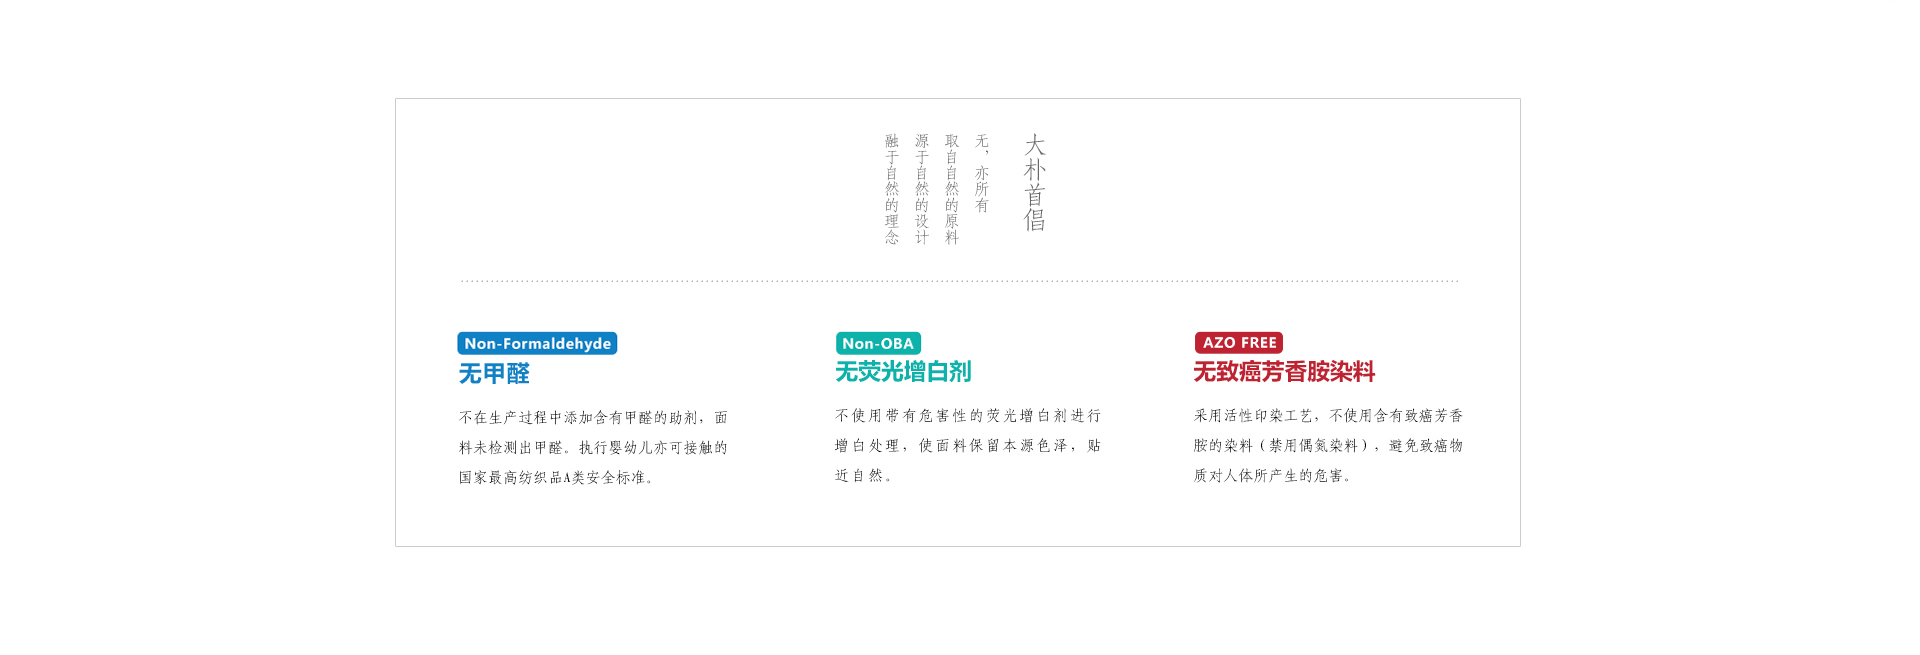 大朴首倡
无，亦所有
取自自然的原料
源于自然的设计
融于自然的理念
Non-Formaldehyde
无甲醛
不在生产过程中添加含有甲醛的助剂，面
料未检测出甲醛。执行婴幼儿亦可接触的
国家最高纺织品A类安全标准。
Non-OBA
无荧光增白剂
不使用带有危害性的荧光增白剂进行
增白处理，使面料保留本源色泽，贴
近自然。
AZO FREE
无致癌芳香胺染料
采用活性印染工艺，不使用含有致癌芳香
胺的染料（禁用偶氮染料），避免致癌物
质对人体所产生的危害。